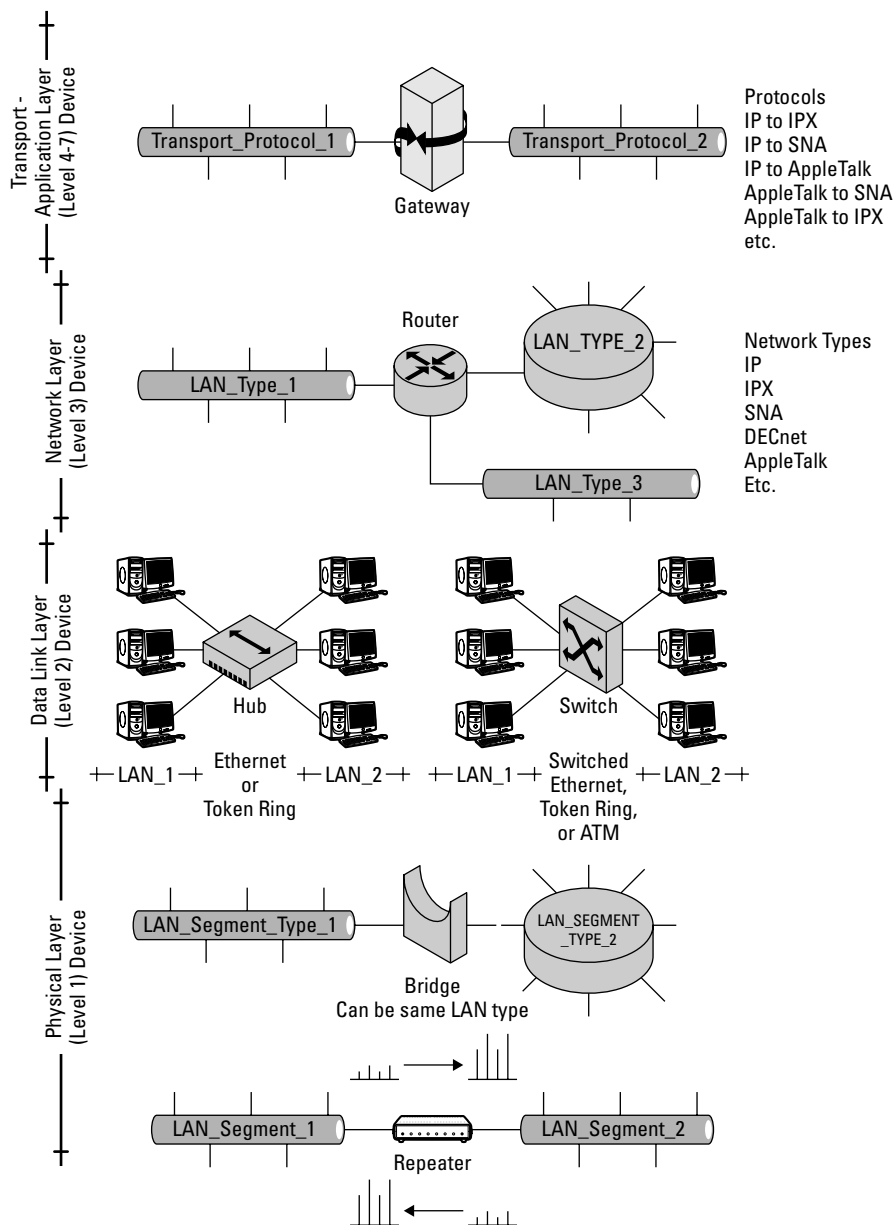 Transport -
Application Layer
(Level 4-7) Device
Transport_Protocol_1
Gateway
Transport_Protocol_2
Protocols
IP to IPX
IP to SNA
IP to AppleTalk
AppleTalk to SNA
AppleTalk to IPX
etc.
Network Layer
(Level 3) Device
LAN_Type_1
Router
LAN_TYPE_2
LAN_Type_3
Network Types
IP
IPX
SNA
DECnet
AppleTalk
Etc.
Data Link Layer
(Level 2) Device
Hub
LAN_1
Ethernet
or
Token Ring
LAN_2
Switch
LAN_1
Switched
Ethernet,
Token Ring,
or ATM
LAN_2
Physical Layer
(Level 1) Device
LAN_Segment_Type_1
Bridge
Can be same LAN type
LAN_SEGMENT
_TYPE_2
LAN_Segment_1
Repeater
LAN_Segment_2